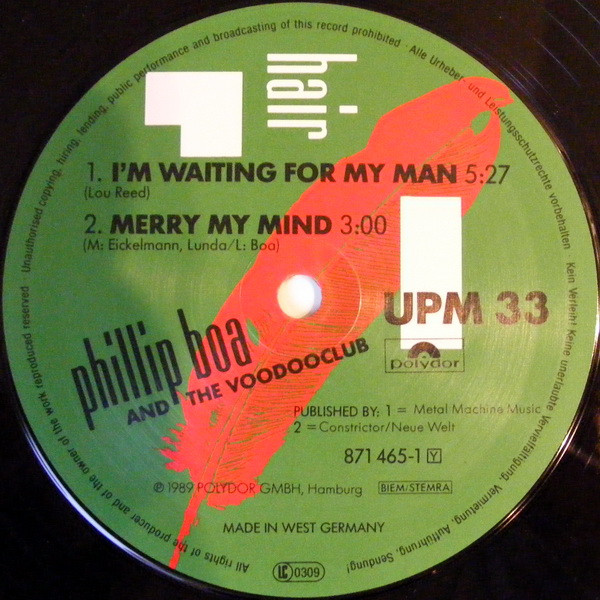 hair
1. I'M WAITING FOR MY MAN 5:27
(Lou Reed)
2. MERRY MY MIND 3:00
(M: Eickelmann, Lunda/L: Boa)
UPM 33
polydor
phillip boa
AND THE VOODOOCLUB
PUBLISHED BY: 1 = Metal Machine Music
2 = Constrictor/Neue Welt
871 465-1 Y
℗ 1989 POLYDOR GMBH, Hamburg BIEM/STEMRA
MADE IN WEST GERMANY
LC 0309
All rights of the producer and of the owner of the work reproduced reserved · Unauthorised copying, hiring, lending, public performance and broadcasting of this record prohibited · Alle Urheber- und Leistungsschutzrechte vorbehalten · Kein Verleih! Keine unerlaubte Vervielfältigung, Vermietung, Aufführung, Sendung!